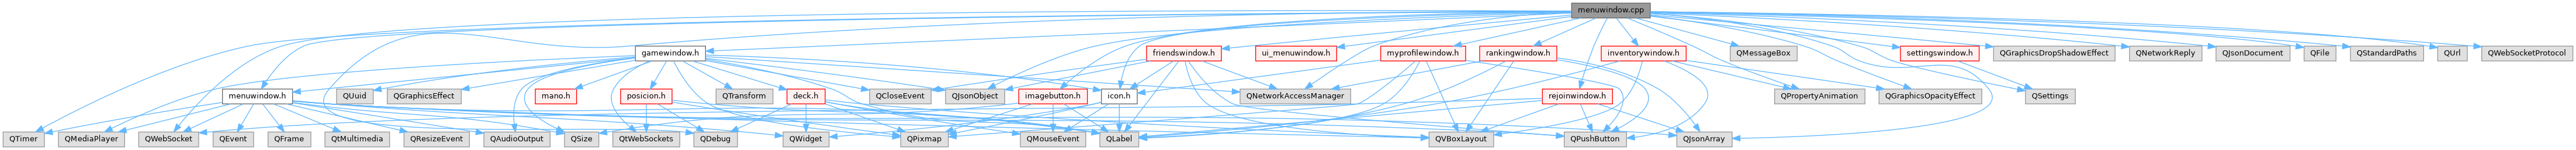 menuwindow.cpp
gamewindow.h
friendswindow.h
ui_menuwindow.h
myprofilewindow.h
rankingwindow.h
inventorywindow.h
QMessageBox
settingswindow.h
QGraphicsDropShadowEffect
QNetworkReply
QJsonDocument
QFile
QStandardPaths
QUrl
QWebSocketProtocol
menuwindow.h
QUuid
QGraphicsEffect
mano.h
posicion.h
QTransform
deck.h
QCloseEvent
QJsonObject
imagebutton.h
icon.h
QNetworkAccessManager
rejoinwindow.h
QPropertyAnimation
QGraphicsOpacityEffect
QSettings
QTimer
QMediaPlayer
QWebSocket
QEvent
QFrame
QtMultimedia
QResizeEvent
QAudioOutput
QSize
QtWebSockets
QDebug
QWidget
QPixmap
QMouseEvent
QLabel
QVBoxLayout
QPushButton
QJsonArray